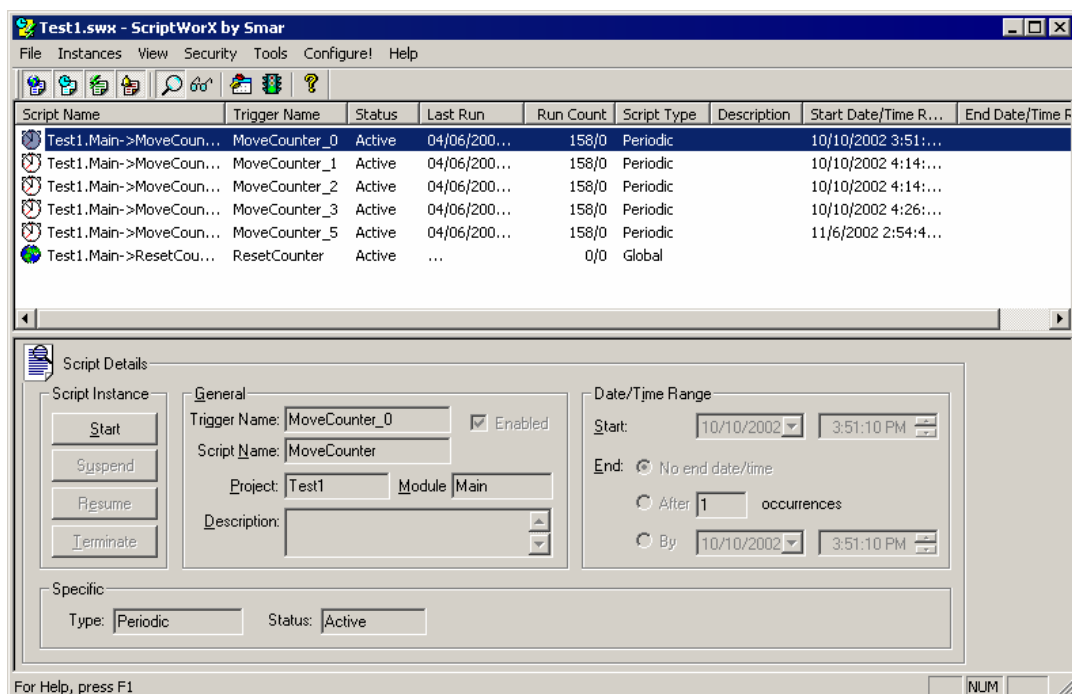 Test1.swx - ScriptWorX by Smar
File Instances View Security Tools Configure! Help
Script Name Trigger Name Status Last Run Run Count Script Type Description Start Date/Time R... End Date/Time R
Test1.Main->MoveCoun... MoveCounter_0 Active 04/06/200... 158/0 Periodic 10/10/2002 3:51:...
Test1.Main->MoveCoun... MoveCounter_1 Active 04/06/200... 158/0 Periodic 10/10/2002 4:14:...
Test1.Main->MoveCoun... MoveCounter_2 Active 04/06/200... 158/0 Periodic 10/10/2002 4:14:...
Test1.Main->MoveCoun... MoveCounter_3 Active 04/06/200... 158/0 Periodic 10/10/2002 4:26:...
Test1.Main->MoveCoun... MoveCounter_5 Active 04/06/200... 158/0 Periodic 11/6/2002 2:54:4...
Test1.Main->ResetCou... ResetCounter Active ... 0/0 Global
Script Details
Script Instance
Start
Suspend
Resume
Terminate
General
Trigger Name: MoveCounter_0 Enabled
Script Name: MoveCounter
Project: Test1 Module Main
Description:
Date/Time Range
Start: 10/10/2002 3:51:10 PM
End: No end date/time
After 1 occurrences
By 10/10/2002 3:51:10 PM
Specific
Type: Periodic Status: Active
For Help, press F1 NUM